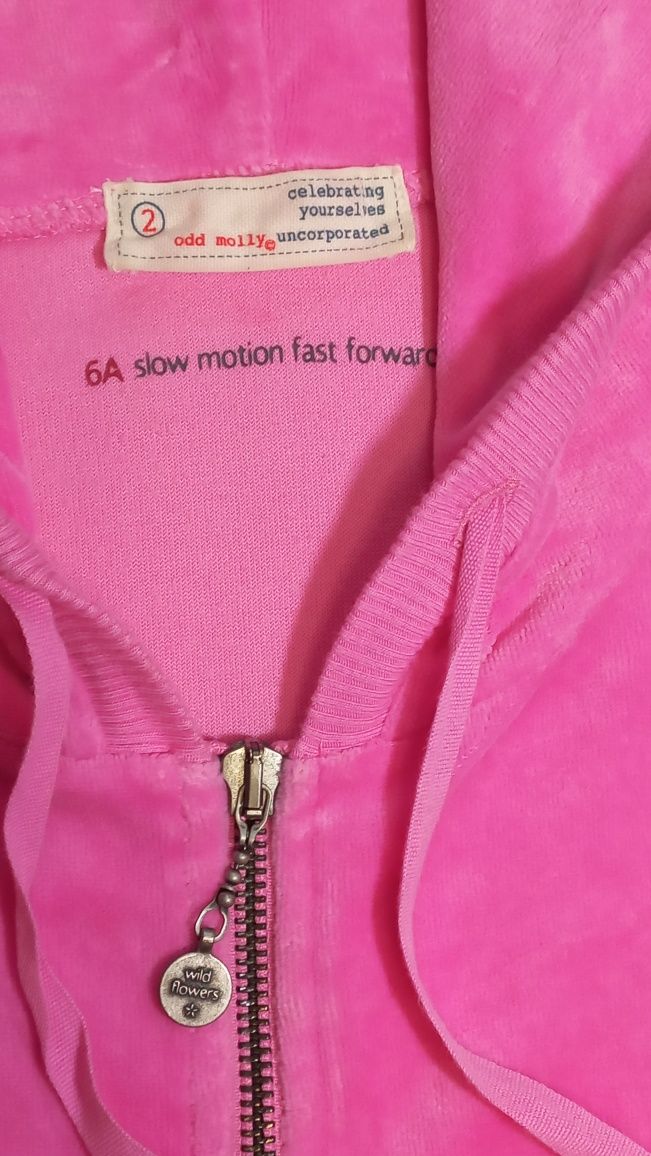 celebrating
yourselves
2 odd molly© uncorporated
6A slow motion fast forward
wild
flowers